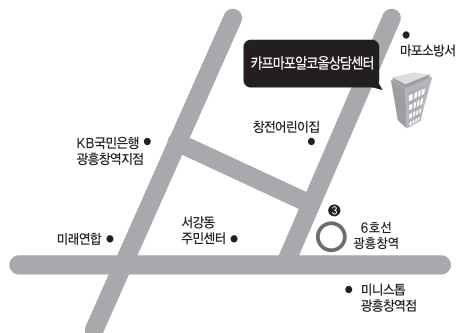 마포소방서
카프마포알코올상담센터
창전어린이집
KB국민은행
광흥창역지점
❸
서강동
주민센터
6호선
광흥창역
미래연합
미니스톱
광흥창역점